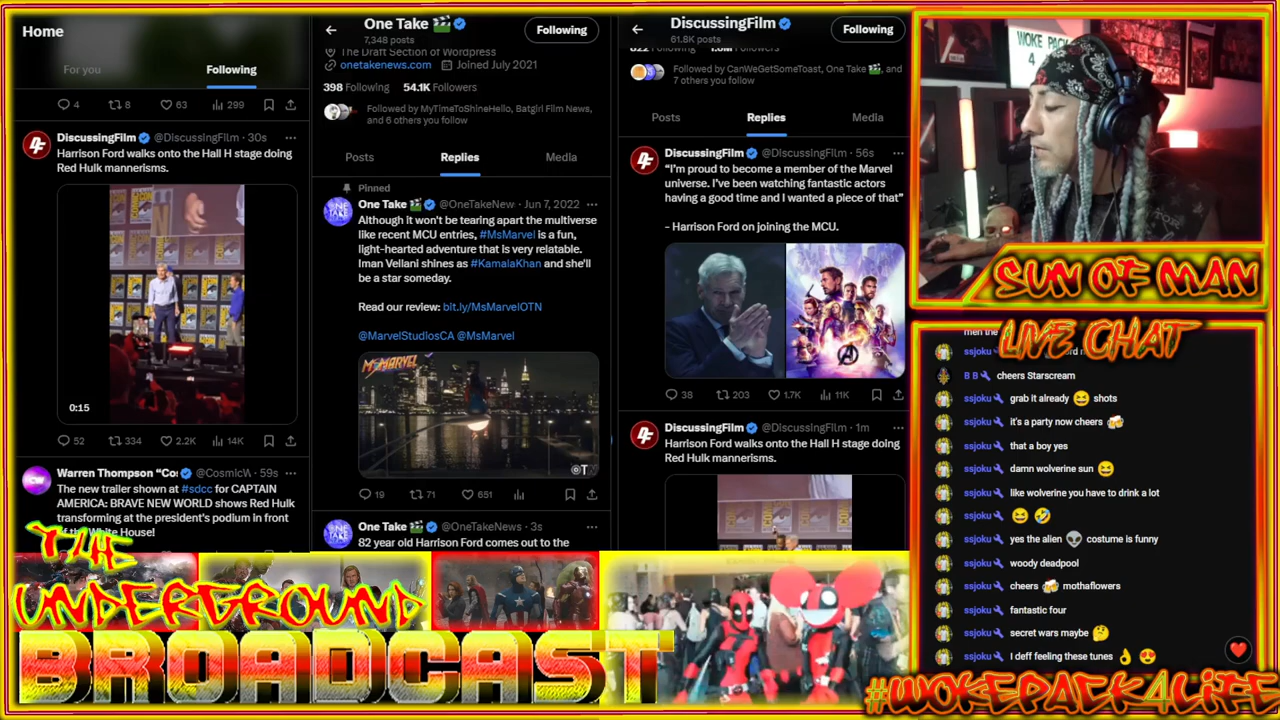 Home
For you
Following
4
8
63
299
DiscussingFilm @DiscussingFilm · 30s
Harrison Ford walks onto the Hall H stage doing
Red Hulk mannerisms.
0:15
52
334
2.2K
14K
Warren Thompson “Co @CosmicW · 59s
The new trailer shown at #sdcc for CAPTAIN
AMERICA: BRAVE NEW WORLD shows Red Hulk
transforming at the president's podium in front
of the White House!
One Take
7,348 posts
Following
The Draft Section of Wordpress
onetakenews.com Joined July 2021
398 Following 54.1K Followers
Followed by MyTimeToShineHello, Batgirl Film News,
and 6 others you follow
Posts
Replies
Media
Pinned
One Take @OneTakeNew · Jun 7, 2022
Although it won't be tearing apart the multiverse
like recent MCU entries, #MsMarvel is a fun,
light-hearted adventure that is very relatable.
Iman Vellani shines as #KamalaKhan and she'll
be a star someday.
Read our review: bit.ly/MsMarvelOTN
@MarvelStudiosCA @MsMarvel
MS. MARVEL
19
71
651
One Take @OneTakeNews · 3s
82 year old Harrison Ford comes out to the
DiscussingFilm
61.8K posts
Following
822 Following 1.8M Followers
Followed by CanWeGetSomeToast, One Take, and
7 others you follow
Posts
Replies
Media
DiscussingFilm @DiscussingFilm · 56s
“I'm proud to become a member of the Marvel
universe. I've been watching fantastic actors
having a good time and I wanted a piece of that”
– Harrison Ford on joining the MCU.
38
203
1.7K
11K
DiscussingFilm @DiscussingFilm · 1m
Harrison Ford walks onto the Hall H stage doing
Red Hulk mannerisms.
WOKE PACK
4
SUN OF MAN
LIVE CHAT
ssjoku
B B cheers Starscream
ssjoku grab it already shots
ssjoku it's a party now cheers
ssjoku that a boy yes
ssjoku damn wolverine sun
ssjoku like wolverine you have to drink a lot
ssjoku
ssjoku yes the alien costume is funny
ssjoku woody deadpool
ssjoku cheers mothaflowers
ssjoku fantastic four
ssjoku secret wars maybe
ssjoku I deff feeling these tunes
THE
UNDERGROUND
BROADCAST
#WOKEPACK4LIFE